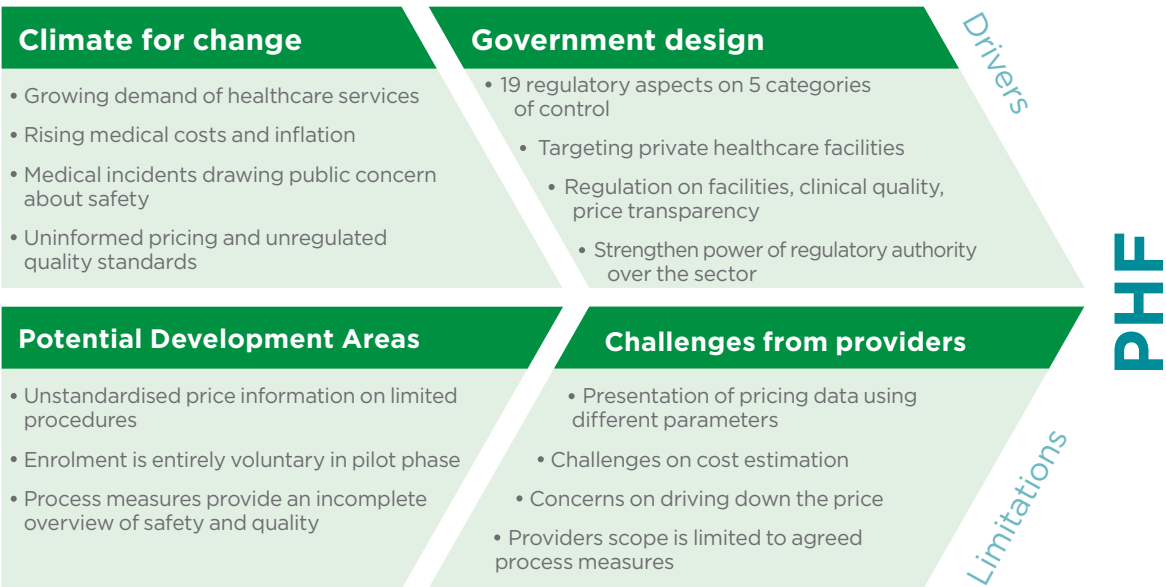 Climate for change
• Growing demand of healthcare services
• Rising medical costs and inflation
• Medical incidents drawing public concern
about safety
• Uninformed pricing and unregulated
quality standards
Government design
• 19 regulatory aspects on 5 categories
of control
• Targeting private healthcare facilities
• Regulation on facilities, clinical quality,
price transparency
• Strengthen power of regulatory authority
over the sector
Drivers
Potential Development Areas
• Unstandardised price information on limited
procedures
• Enrolment is entirely voluntary in pilot phase
• Process measures provide an incomplete
overview of safety and quality
Challenges from providers
• Presentation of pricing data using
different parameters
• Challenges on cost estimation
• Concerns on driving down the price
• Providers scope is limited to agreed
process measures
Limitations
PHF